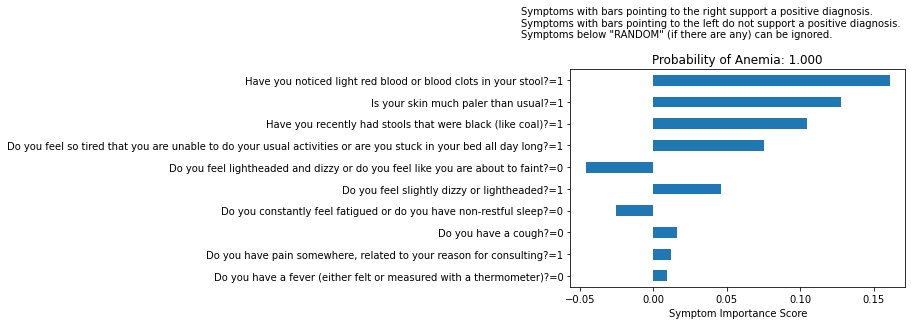 Symptoms with bars pointing to the right support a positive diagnosis.
Symptoms with bars pointing to the left do not support a positive diagnosis.
Symptoms below "RANDOM" (if there are any) can be ignored.
Probability of Anemia: 1.000
Have you noticed light red blood or blood clots in your stool?=1
Is your skin much paler than usual?=1
Have you recently had stools that were black (like coal)?=1
Do you feel so tired that you are unable to do your usual activities or are you stuck in your bed all day long?=1
Do you feel lightheaded and dizzy or do you feel like you are about to faint?=0
Do you feel slightly dizzy or lightheaded?=1
Do you constantly feel fatigued or do you have non-restful sleep?=0
Do you have a cough?=0
Do you have pain somewhere, related to your reason for consulting?=1
Do you have a fever (either felt or measured with a thermometer)?=0
−0.05 0.00 0.05 0.10 0.15
Symptom Importance Score